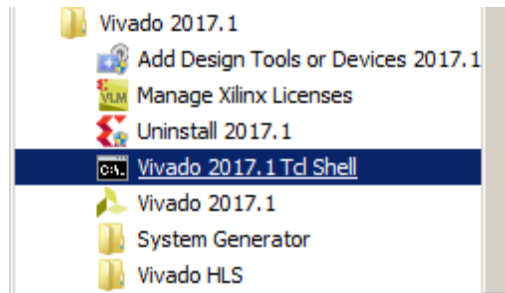 Vivado 2017.1
Add Design Tools or Devices 2017.1
VLM Manage Xilinx Licenses
Uninstall 2017.1
C:\. Vivado 2017.1 Tcl Shell
Vivado 2017.1
System Generator
Vivado HLS